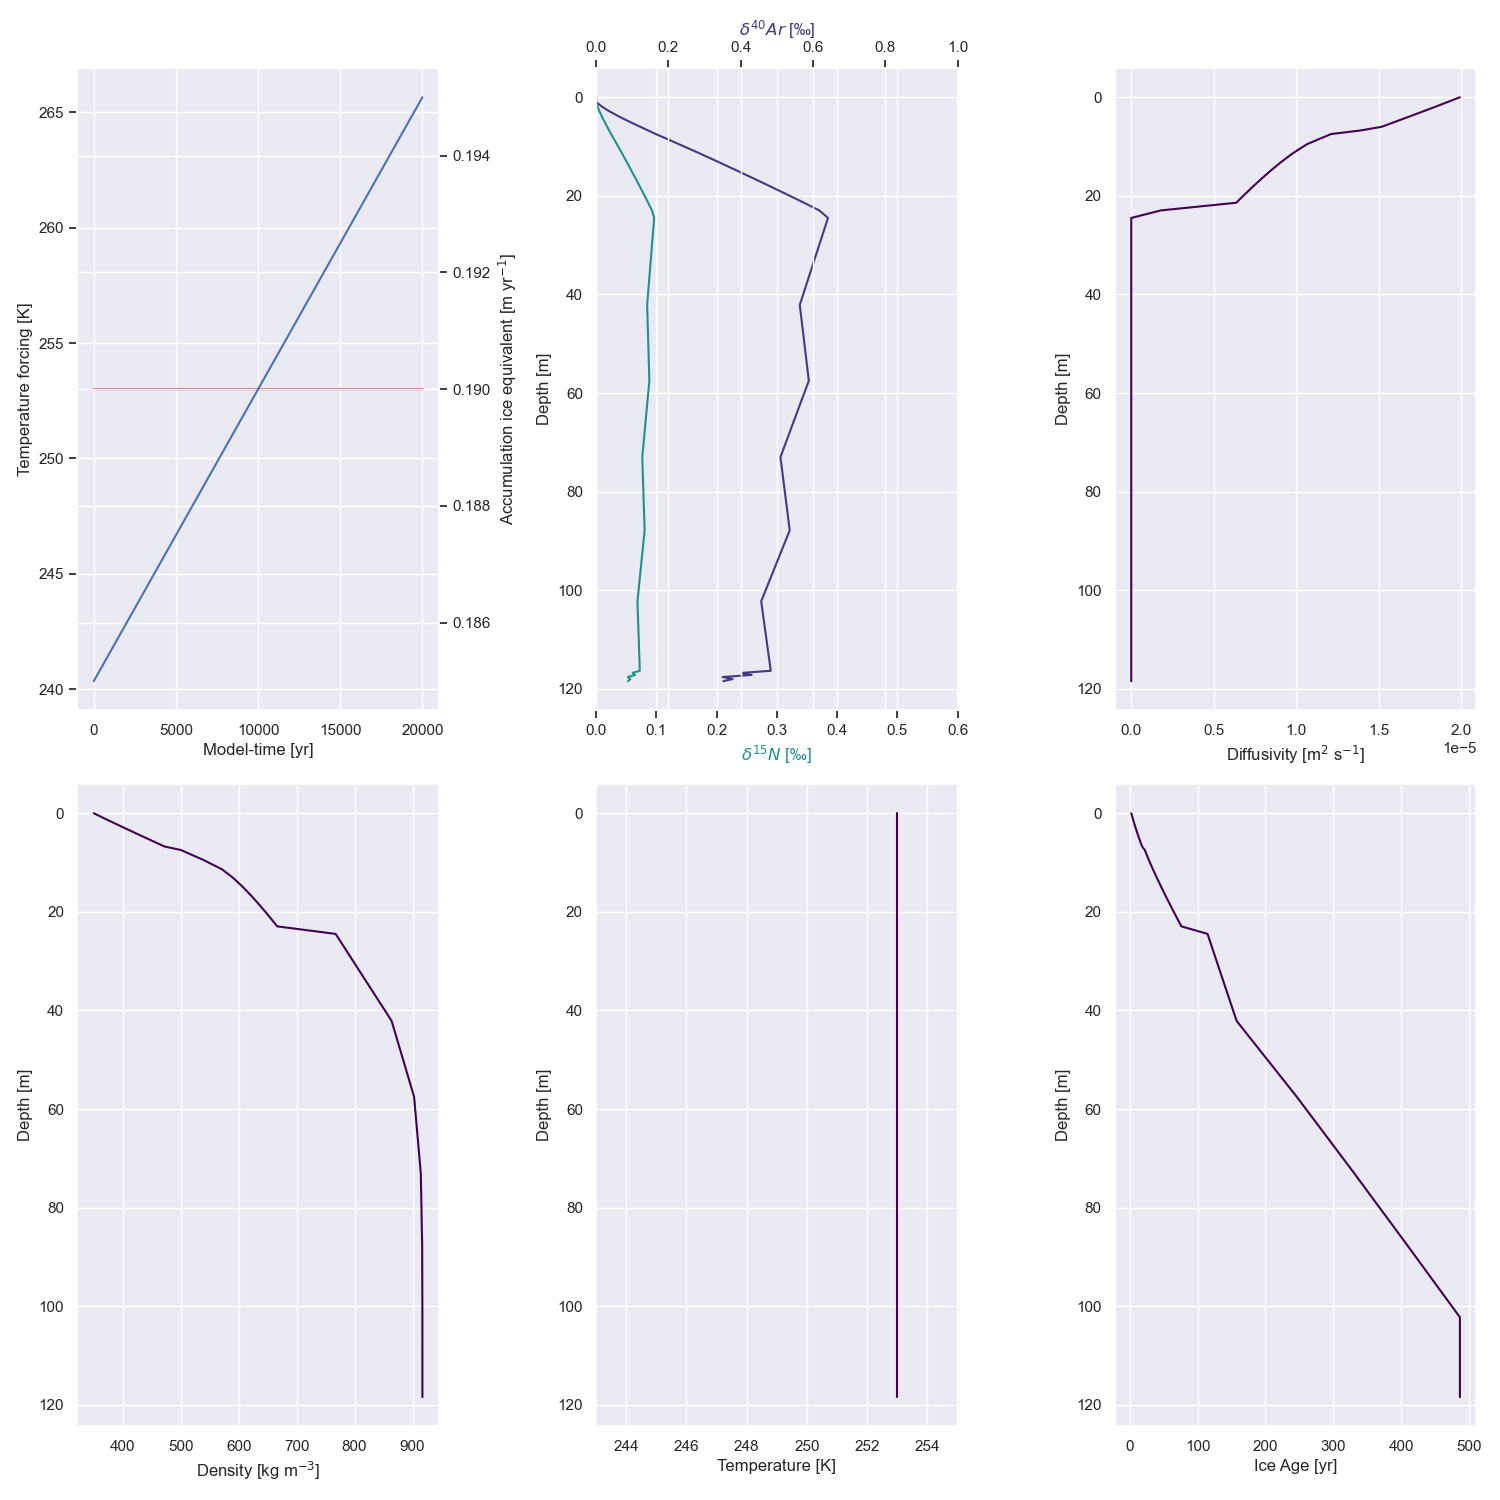 δ⁴⁰Ar [‰]
0.0 0.2 0.4 0.6 0.8 1.0
265
260
255
250
245
240
Temperature forcing [K]
0.194
0.192
0.190
0.188
0.186
Accumulation ice equivalent [m yr⁻¹]
0 5000 10000 15000 20000
Model-time [yr]
0
20
40
60
80
100
120
Depth [m]
0.0 0.1 0.2 0.3 0.4 0.5 0.6
δ¹⁵N [‰]
0
20
40
60
80
100
120
Depth [m]
0.0 0.5 1.0 1.5 2.0
1e−5
Diffusivity [m² s⁻¹]
0
20
40
60
80
100
120
Depth [m]
400 500 600 700 800 900
Density [kg m⁻³]
0
20
40
60
80
100
120
Depth [m]
244 246 248 250 252 254
Temperature [K]
0
20
40
60
80
100
120
Depth [m]
0 100 200 300 400 500
Ice Age [yr]